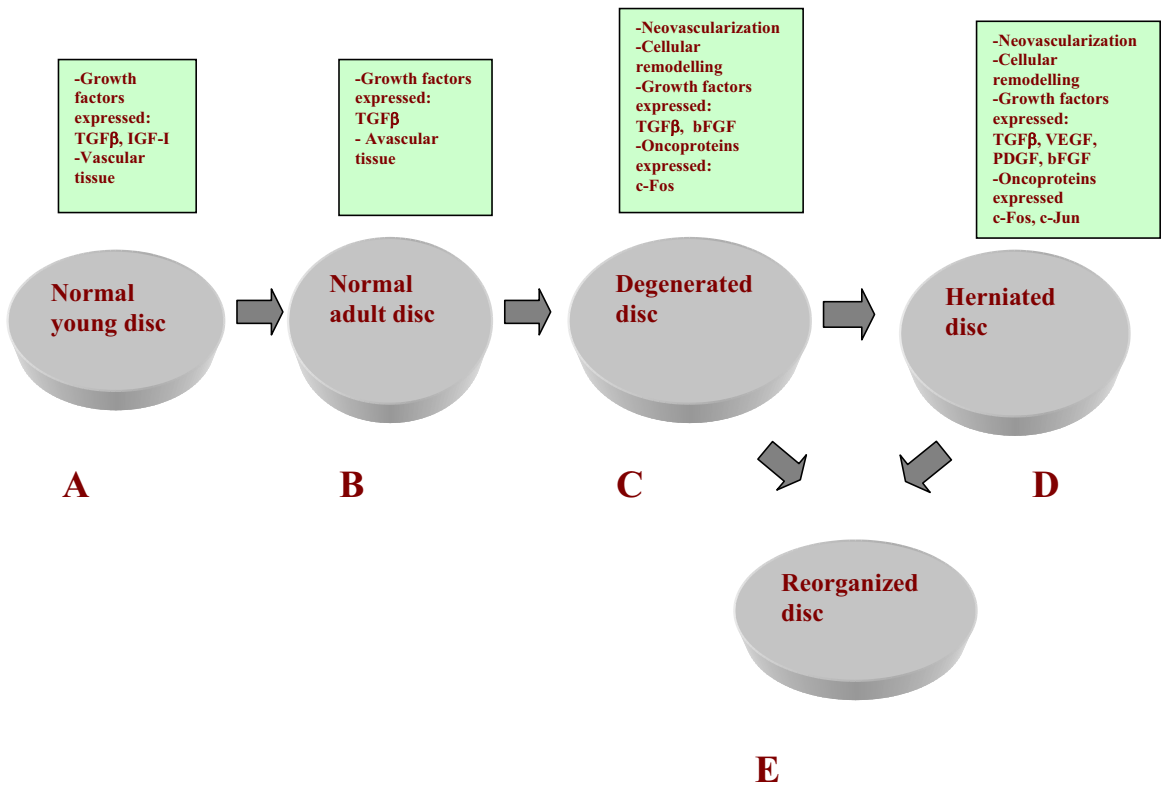 -Growth
factors
expressed:
TGFβ, IGF-I
-Vascular
tissue
-Growth factors
expressed:
TGFβ
- Avascular
tissue
-Neovascularization
-Cellular
remodelling
-Growth factors
expressed:
TGFβ, bFGF
-Oncoproteins
expressed:
c-Fos
-Neovascularization
-Cellular
remodelling
-Growth factors
expressed:
TGFβ, VEGF,
PDGF, bFGF
-Oncoproteins
expressed
c-Fos, c-Jun
Normal
young disc
Normal
adult disc
Degenerated
disc
Herniated
disc
A
B
C
D
Reorganized
disc
E